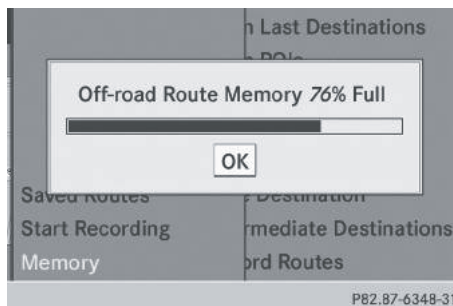 n Last Destinations
POIs
Off-road Route Memory 76% Full
OK
Saved Routes
e Destination
Start Recording
rmediate Destinations
Memory
ord Routes
P82.87-6348-31